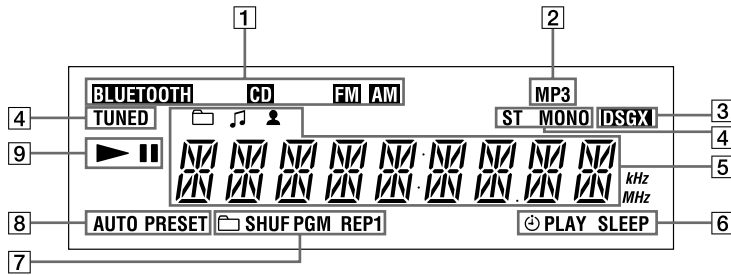 1 2
BLUETOOTH CD FM AM MP3
4 TUNED ST MONO DSGX 3
4
9 5
kHz
MHz
8 AUTO PRESET SHUF PGM REP1 PLAY SLEEP 6
7